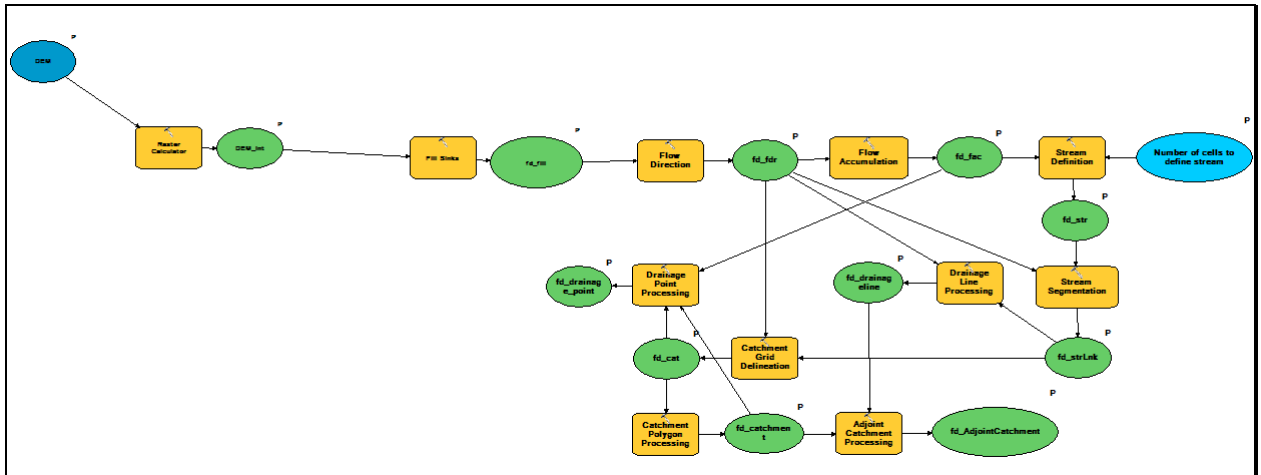 P
DEM
P
Raster
Calculator
DEM_int
Fill Sinks
P
fd_fill
Flow
Direction
P
fd_fdr
Flow
Accumulation
P
fd_fac
Stream
Definition
P
Number of cells to
define stream
P
fd_str
P
fd_drainag
e_point
Drainage
Point
Processing
P
fd_drainag
eline
Drainage
Line
Processing
Stream
Segmentation
P
fd_cat
Catchment
Grid
Delineation
P
fd_strLnk
Catchment
Polygon
Processing
P
fd_catchmen
t
Adjoint
Catchment
Processing
P
fd_AdjointCatchment